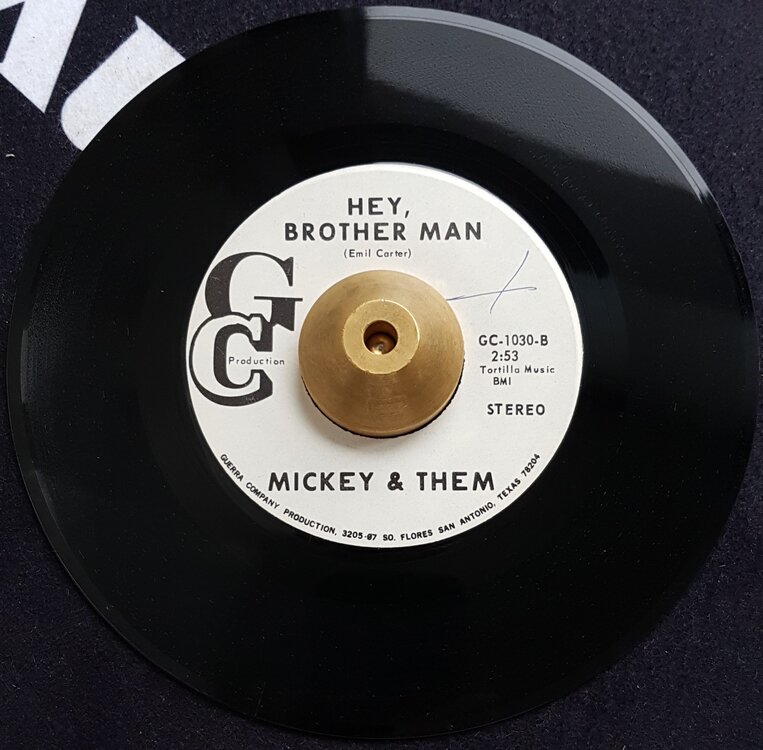 HEY,
BROTHER MAN
(Emil Carter)
GC
Production
GC-1030-B
2:53
Tortilla Music
BMI
STEREO
MICKEY & THEM
GUERRA COMPANY PRODUCTION, 3205-07 SO. FLORES SAN ANTONIO, TEXAS 78204